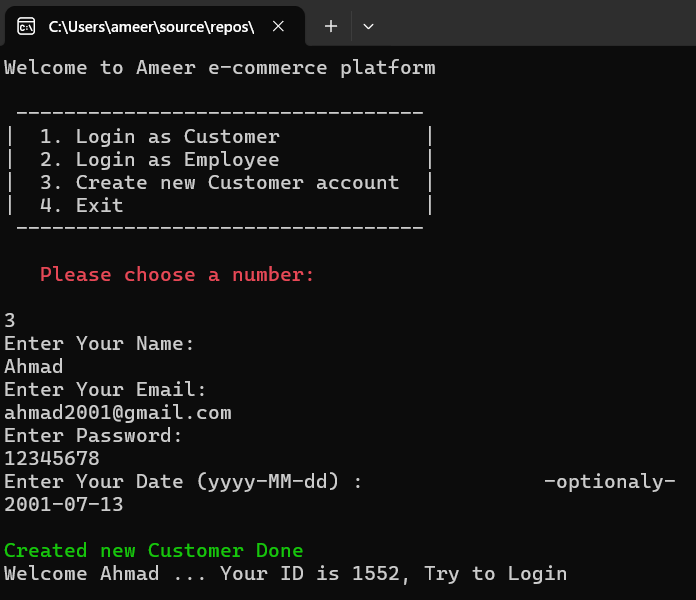 C:\Users\ameer\source\repos\
Welcome to Ameer e-commerce platform
----------------------------------
| 1. Login as Customer |
| 2. Login as Employee |
| 3. Create new Customer account |
| 4. Exit |
----------------------------------
Please choose a number:
3
Enter Your Name:
Ahmad
Enter Your Email:
ahmad2001@gmail.com
Enter Password:
12345678
Enter Your Date (yyyy-MM-dd) : -optionaly-
2001-07-13
Created new Customer Done
Welcome Ahmad ... Your ID is 1552, Try to Login